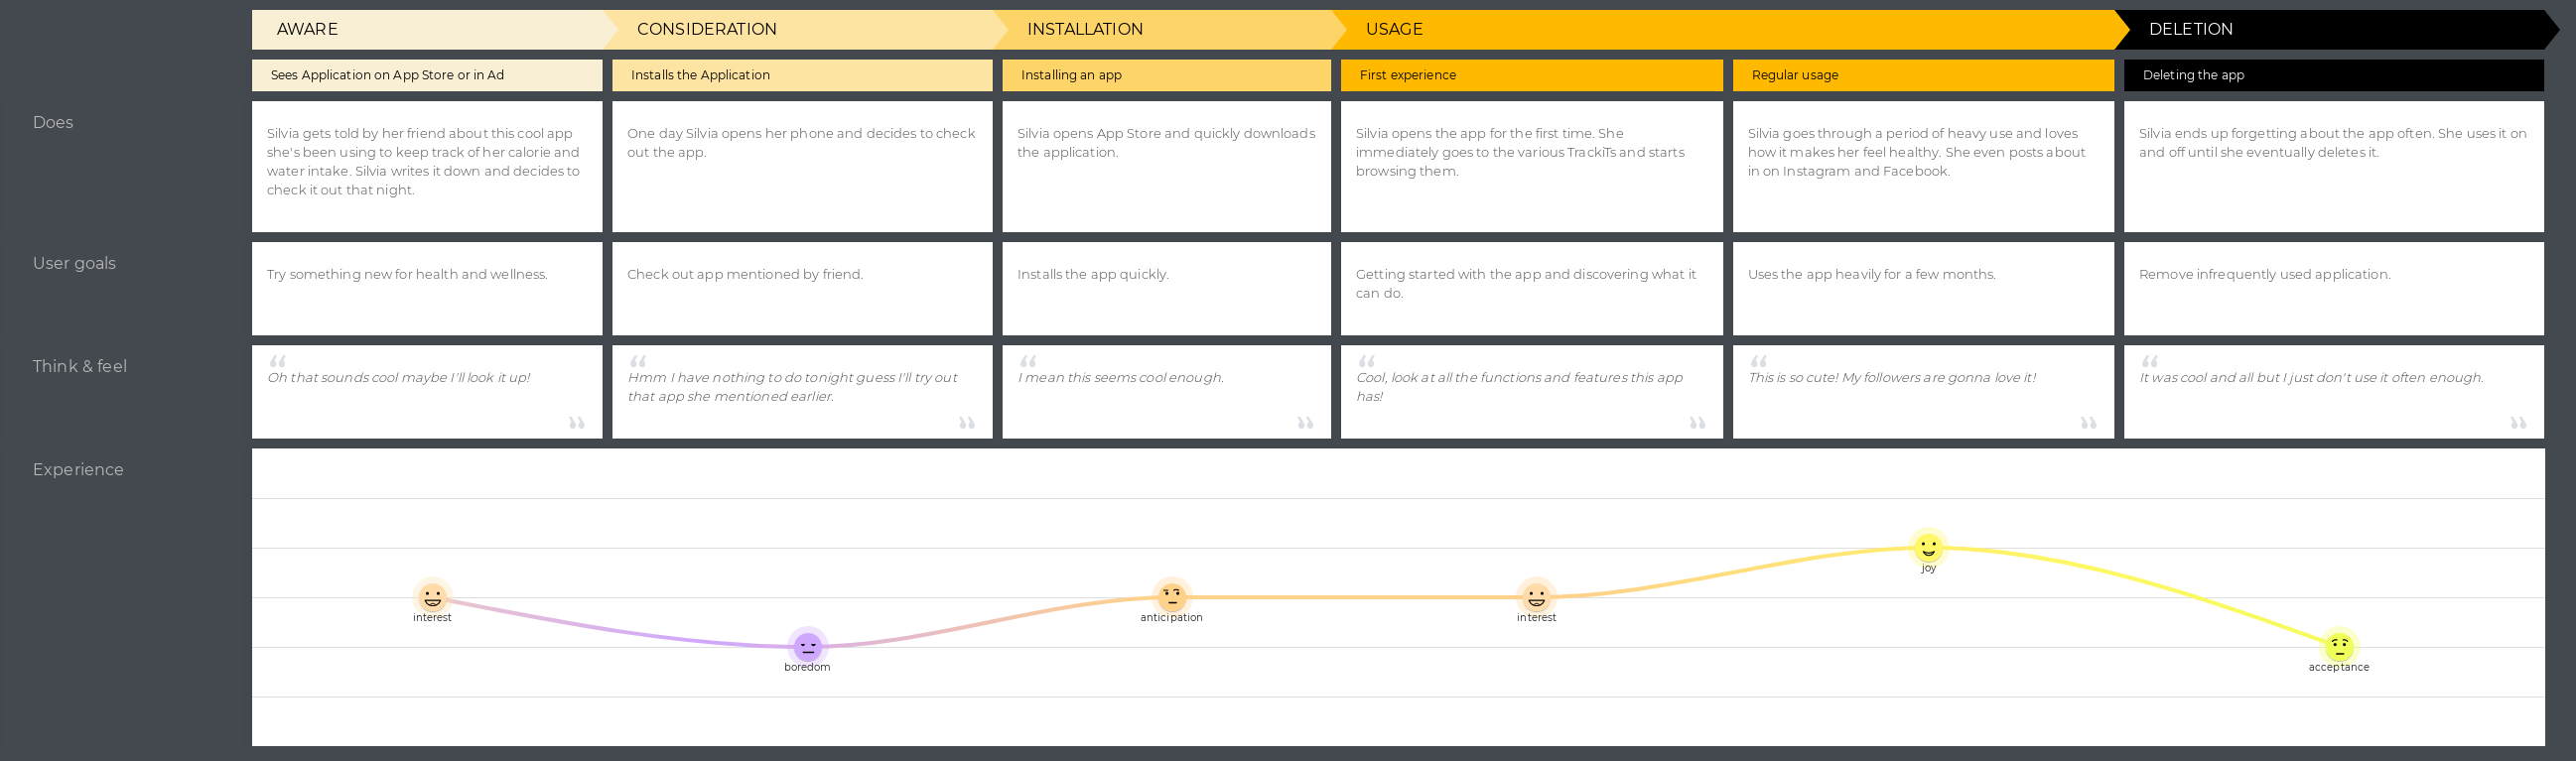 AWARE
CONSIDERATION
INSTALLATION
USAGE
DELETION
Sees Application on App Store or in Ad
Installs the Application
Installing an app
First experience
Regular usage
Deleting the app
Does
Silvia gets told by her friend about this cool app
she's been using to keep track of her calorie and
water intake. Silvia writes it down and decides to
check it out that night.
One day Silvia opens her phone and decides to check
out the app.
Silvia opens App Store and quickly downloads
the application.
Silvia opens the app for the first time. She
immediately goes to the various TrackiTs and starts
browsing them.
Silvia goes through a period of heavy use and loves
how it makes her feel healthy. She even posts about
in on Instagram and Facebook.
Silvia ends up forgetting about the app often. She uses it on
and off until she eventually deletes it.
User goals
Try something new for health and wellness.
Check out app mentioned by friend.
Installs the app quickly.
Getting started with the app and discovering what it
can do.
Uses the app heavily for a few months.
Remove infrequently used application.
Think & feel
“
Oh that sounds cool maybe I'll look it up!
”
“
Hmm I have nothing to do tonight guess I'll try out
that app she mentioned earlier.
”
“
I mean this seems cool enough.
”
“
Cool, look at all the functions and features this app
has!
”
“
This is so cute! My followers are gonna love it!
”
“
It was cool and all but I just don't use it often enough.
”
Experience
interest
boredom
anticipation
interest
joy
acceptance